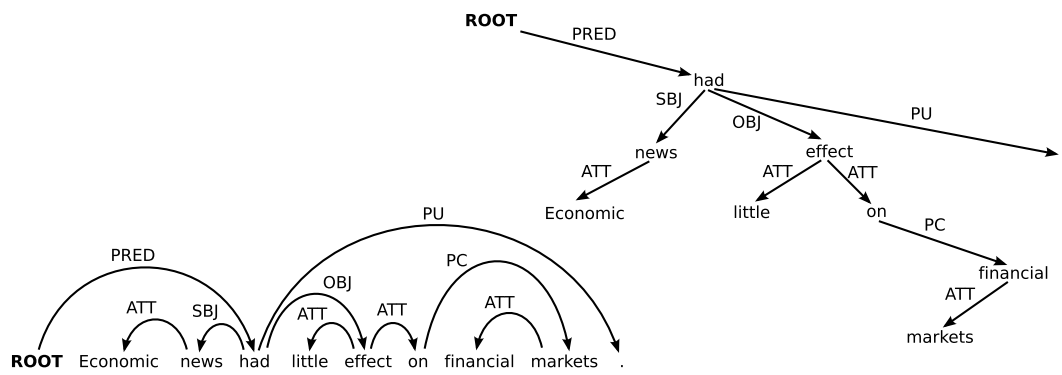 ROOT
PRED
had
SBJ
OBJ
PU
news
effect
ATT
ATT
ATT
Economic
little
on
PC
financial
ATT
markets
PU
PRED
OBJ
PC
ATT
SBJ
ATT
ATT
ATT
ROOT Economic news had little effect on financial markets .